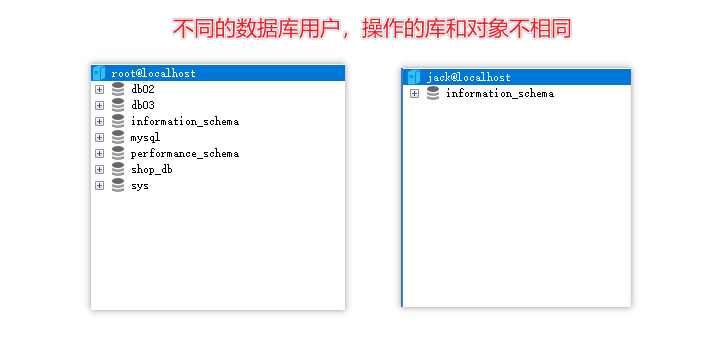 不同的数据库用户，操作的库和对象不相同
root@localhost
db02
db03
information_schema
mysql
performance_schema
shop_db
sys
jack@localhost
information_schema